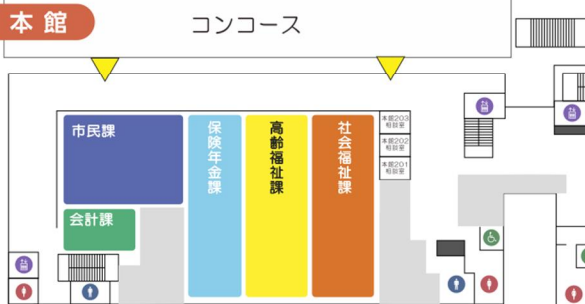 本館
コンコース
市民課
会計課
保険年金課
高齢福祉課
社会福祉課
本館203
相談室
本館202
相談室
本館201
相談室